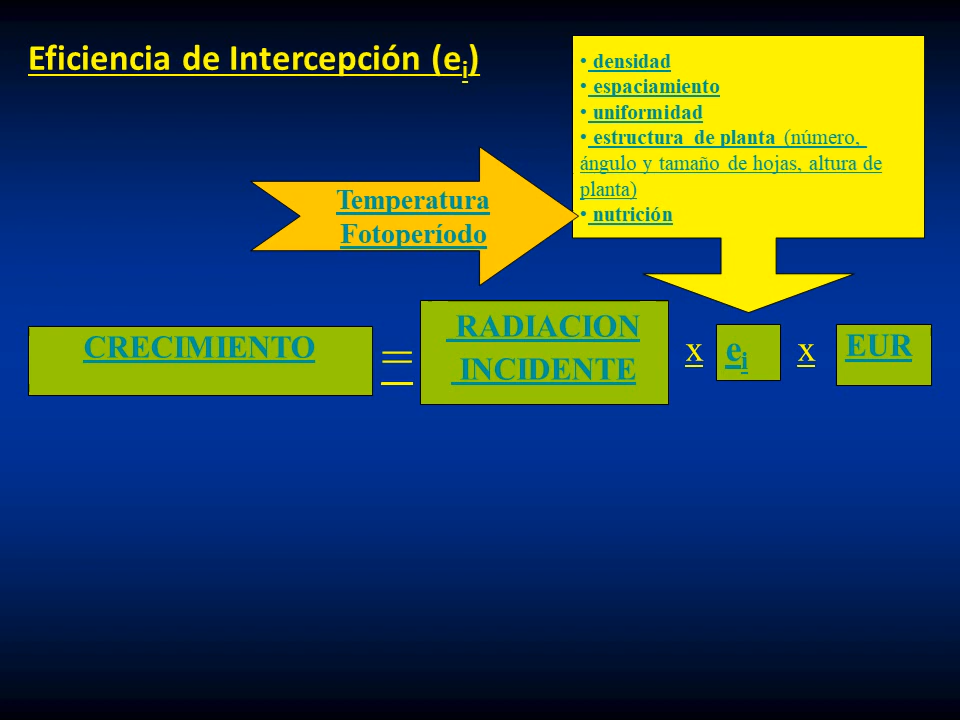 Eficiencia de Intercepción (ei)
• densidad
• espaciamiento
• uniformidad
• estructura de planta (número,
ángulo y tamaño de hojas, altura de
planta)
• nutrición
Temperatura
Fotoperíodo
CRECIMIENTO
=
RADIACION
INCIDENTE
x
ei
x
EUR